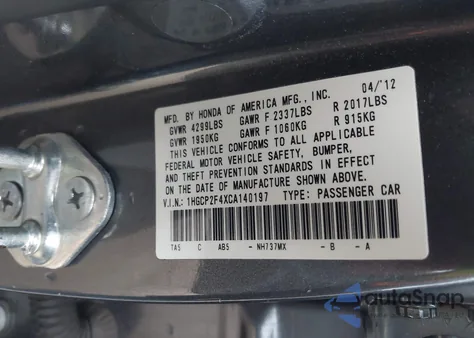 MFD. BY HONDA OF AMERICA MFG., INC. 04/'12
GVWR 4299LBS GAWR F 2337LBS R 2017LBS
GVWR 1950KG GAWR F 1060KG R 915KG
THIS VEHICLE CONFORMS TO ALL APPLICABLE
FEDERAL MOTOR VEHICLE SAFETY, BUMPER,
AND THEFT PREVENTION STANDARDS IN EFFECT
ON THE DATE OF MANUFACTURE SHOWN ABOVE.
V.I.N.: 1HGCP2F4XCA140197 TYPE: PASSENGER CAR
TA5 C AB5 - NH737MX - B - A
autoSnap